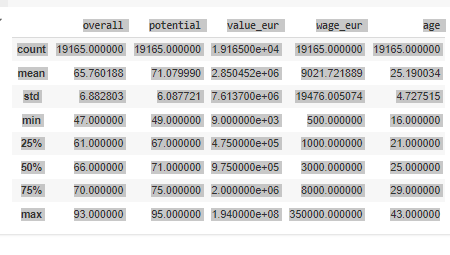 overall potential value_eur wage_eur age
count 19165.000000 19165.000000 1.916500e+04 19165.000000 19165.000000
mean 65.760188 71.079990 2.850452e+06 9021.721889 25.190034
std 6.882803 6.087721 7.613700e+06 19476.005074 4.727515
min 47.000000 49.000000 9.000000e+03 500.000000 16.000000
25% 61.000000 67.000000 4.750000e+05 1000.000000 21.000000
50% 66.000000 71.000000 9.750000e+05 3000.000000 25.000000
75% 70.000000 75.000000 2.000000e+06 8000.000000 29.000000
max 93.000000 95.000000 1.940000e+08 350000.000000 43.000000